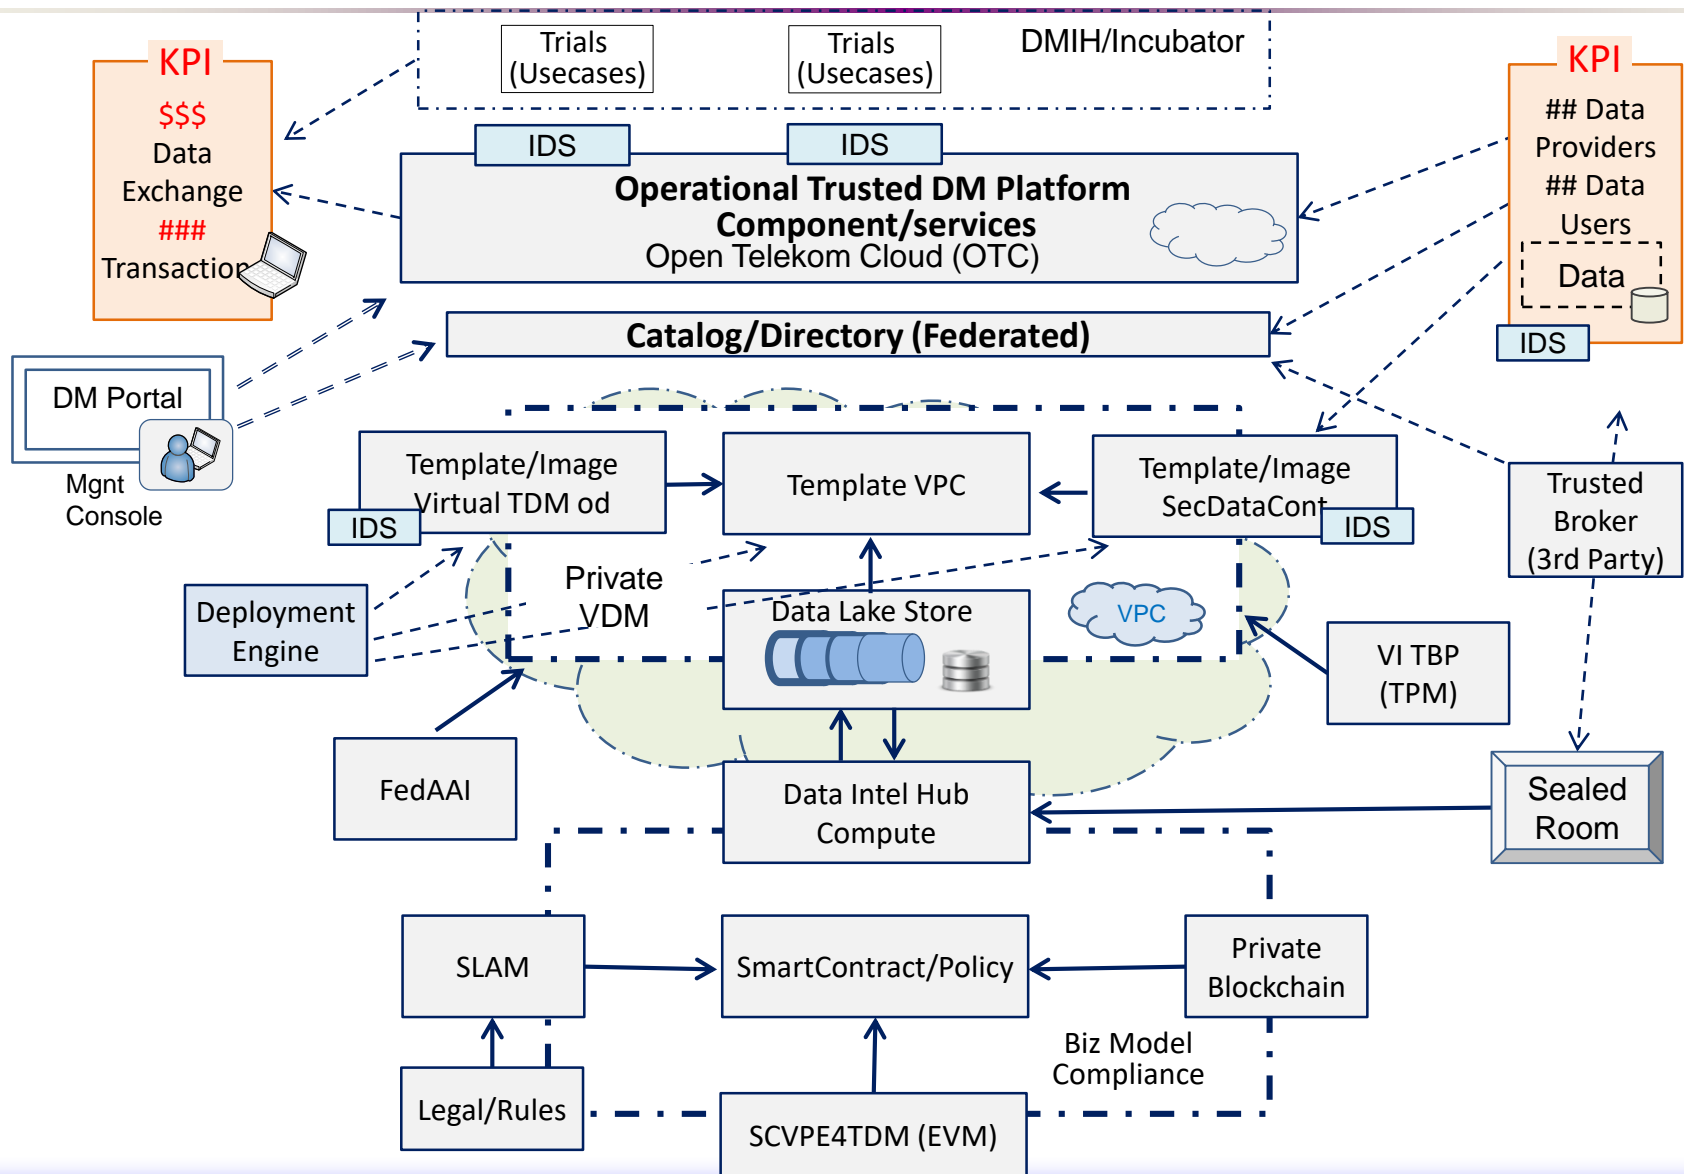 Trials
(Usecases)
Trials
(Usecases)
DMIH/Incubator
KPI
$$$
Data
Exchange
###
Transaction
KPI
## Data
Providers
## Data
Users
Data
IDS
IDS
IDS
Operational Trusted DM Platform
Component/services
Open Telekom Cloud (OTC)
Catalog/Directory (Federated)
DM Portal
Mgnt
Console
Template/Image
Virtual TDM od
IDS
Template VPC
Template/Image
SecDataCont
IDS
Trusted
Broker
(3rd Party)
Private
VDM
Deployment
Engine
Data Lake Store
VPC
VI TBP
(TPM)
FedAAI
Data Intel Hub
Compute
Sealed
Room
SLAM
SmartContract/Policy
Private
Blockchain
Biz Model
Compliance
Legal/Rules
SCVPE4TDM (EVM)